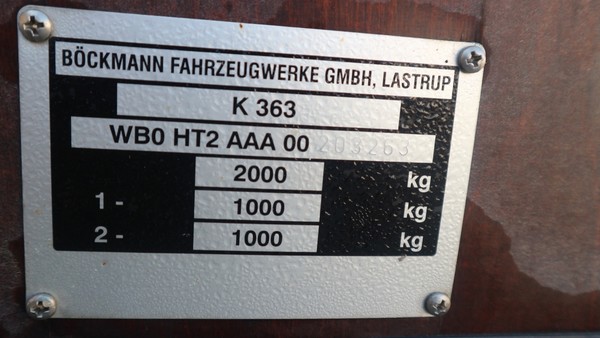 BÖCKMANN FAHRZEUGWERKE GMBH, LASTRUP
K 363
WB0 HT2 AAA 00 203263
2000 kg
1 - 1000 kg
2 - 1000 kg